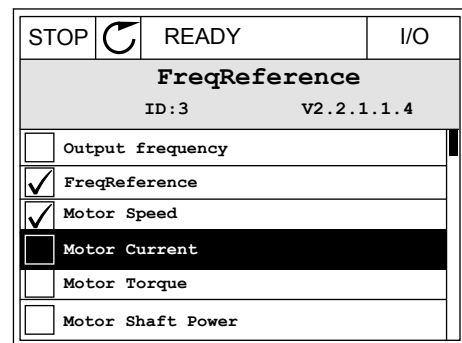 STOP READY I/O
FreqReference
ID:3 V2.2.1.1.4
Output frequency
FreqReference
Motor Speed
Motor Current
Motor Torque
Motor Shaft Power